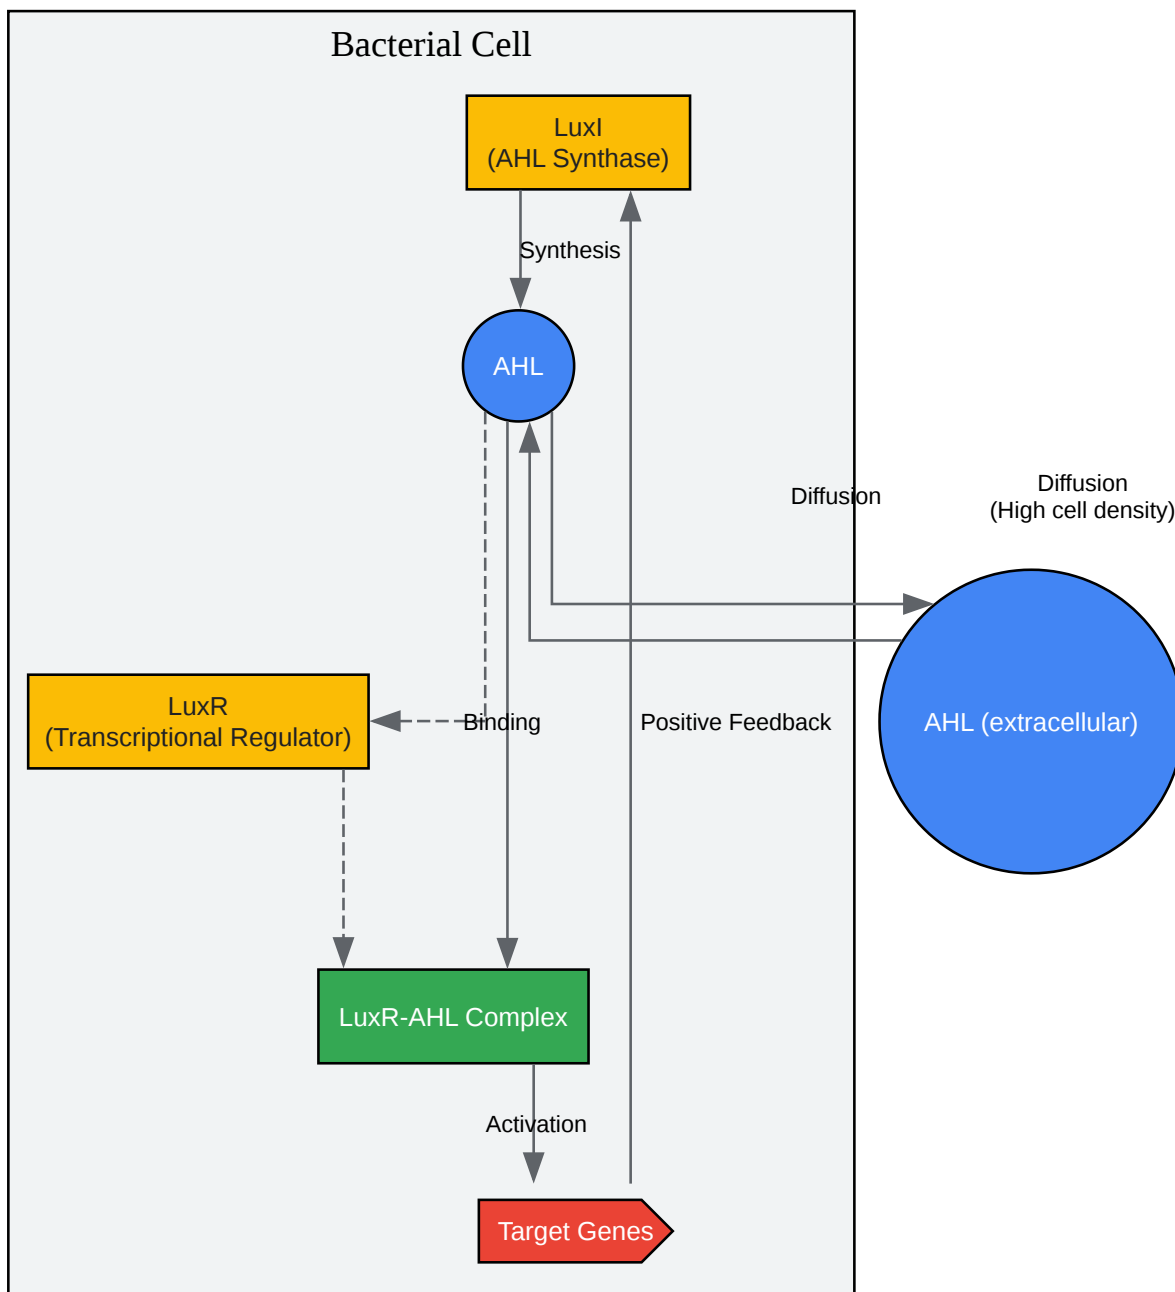 Bacterial Cell
LuxI
(AHL Synthase)
Synthesis
AHL
Diffusion
Diffusion
(High cell density)
LuxR
(Transcriptional Regulator)
Binding
Positive Feedback
AHL (extracellular)
LuxR-AHL Complex
Activation
Target Genes